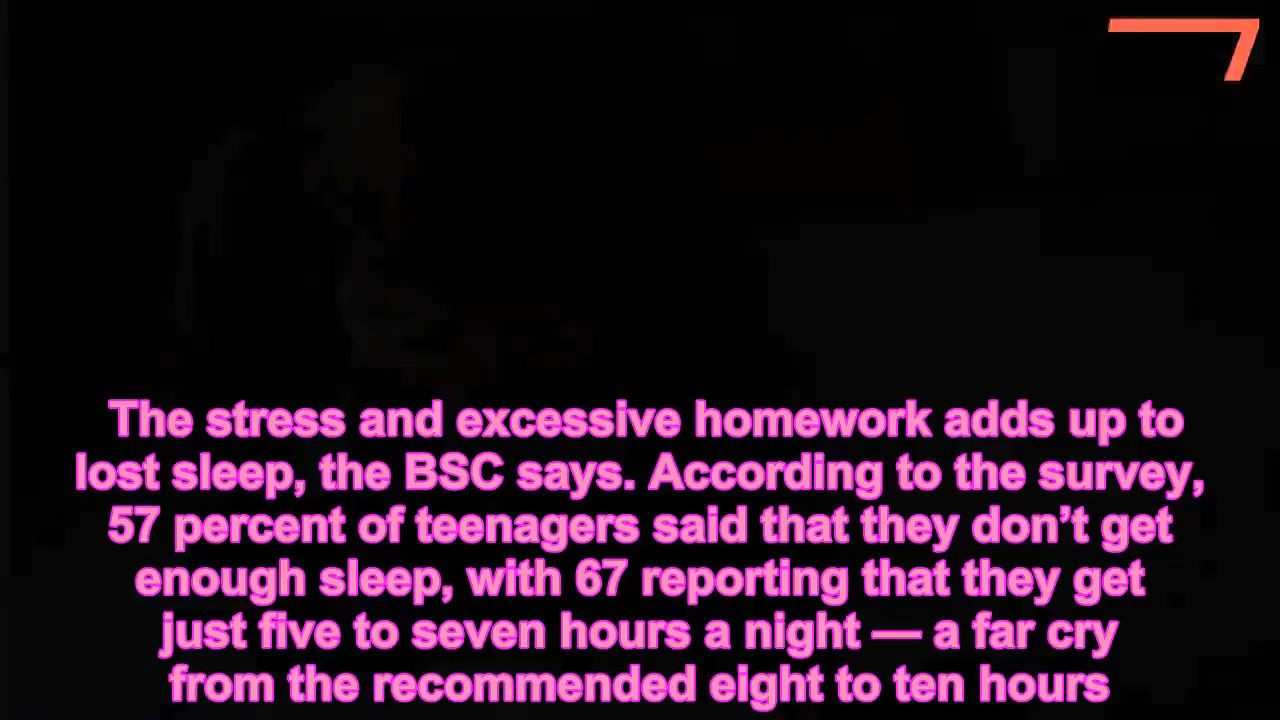 The stress and excessive homework adds up to
lost sleep, the BSC says. According to the survey,
57 percent of teenagers said that they don’t get
enough sleep, with 67 reporting that they get
just five to seven hours a night — a far cry
from the recommended eight to ten hours